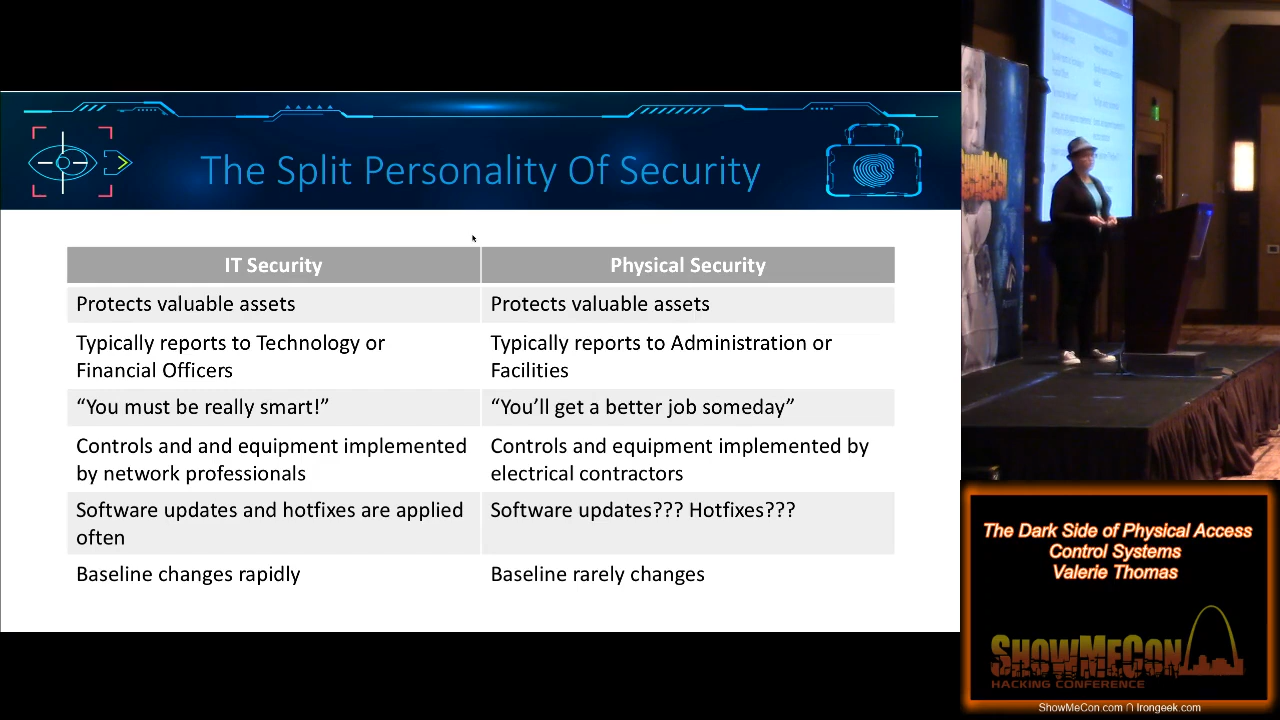 The Split Personality Of Security
IT Security
Physical Security
Protects valuable assets
Protects valuable assets
Typically reports to Technology or
Financial Officers
Typically reports to Administration or
Facilities
“You must be really smart!”
“You’ll get a better job someday”
Controls and and equipment implemented
by network professionals
Controls and equipment implemented by
electrical contractors
Software updates and hotfixes are applied
often
Software updates??? Hotfixes???
Baseline changes rapidly
Baseline rarely changes
The Dark Side of Physical Access
Control Systems
Valerie Thomas
SHOWMECON
HACKING CONFERENCE
ShowMeCon.com ∩ Irongeek.com